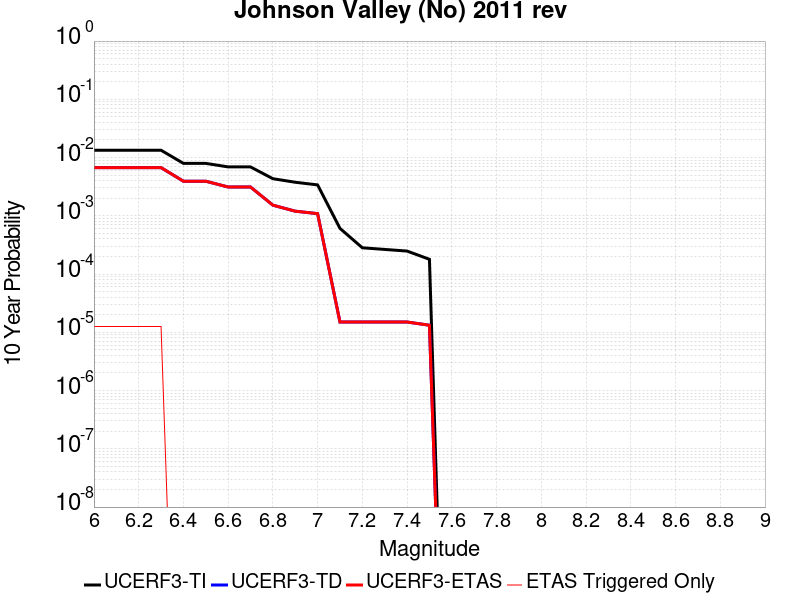 Johnson Valley (No) 2011 rev
10^0
10^-1
10^-2
10^-3
10^-4
10^-5
10^-6
10^-7
10^-8
10 Year Probability
6 6.2 6.4 6.6 6.8 7 7.2 7.4 7.6 7.8 8 8.2 8.4 8.6 8.8 9
Magnitude
UCERF3-TI UCERF3-TD UCERF3-ETAS ETAS Triggered Only